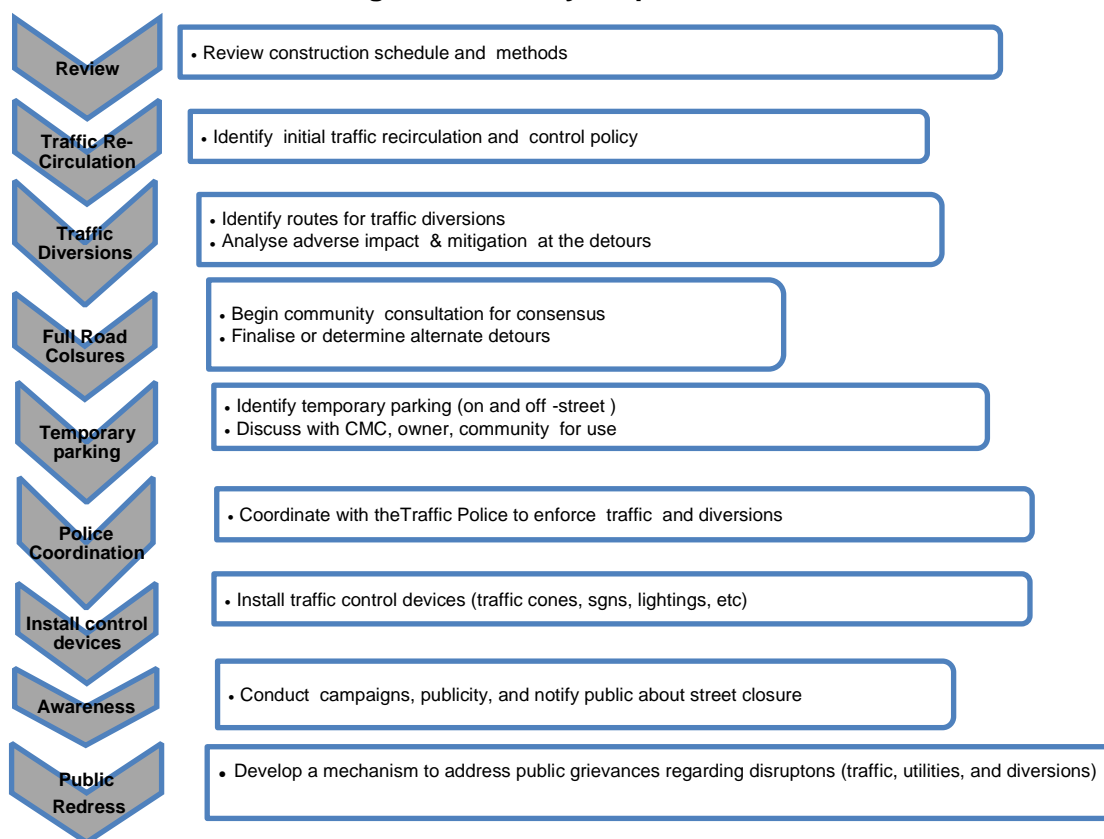 Review
• Review construction schedule and methods
Traffic Re-
Circulation
• Identify initial traffic recirculation and control policy
Traffic
Diversions
• Identify routes for traffic diversions
• Analyse adverse impact & mitigation at the detours
Full Road
Colsures
• Begin community consultation for consensus
• Finalise or determine alternate detours
Temporary
parking
• Identify temporary parking (on and off -street )
• Discuss with CMC, owner, community for use
Police
Coordination
• Coordinate with theTraffic Police to enforce traffic and diversions
Install control
devices
• Install traffic control devices (traffic cones, sgns, lightings, etc)
Awareness
• Conduct campaigns, publicity, and notify public about street closure
Public
Redress
• Develop a mechanism to address public grievances regarding disruptons (traffic, utilities, and diversions)